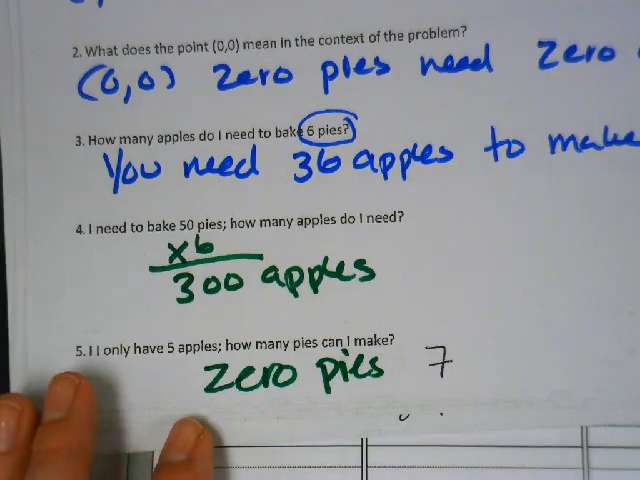 2. What does the point (0,0) mean in the context of the problem?
(0,0) zero pies need zero
3. How many apples do I need to bake 6 pies?
You need 36 apples to make
4. I need to bake 50 pies; how many apples do I need?
x6
300 apples
5. I I only have 5 apples; how many pies can I make?
zero pies 7